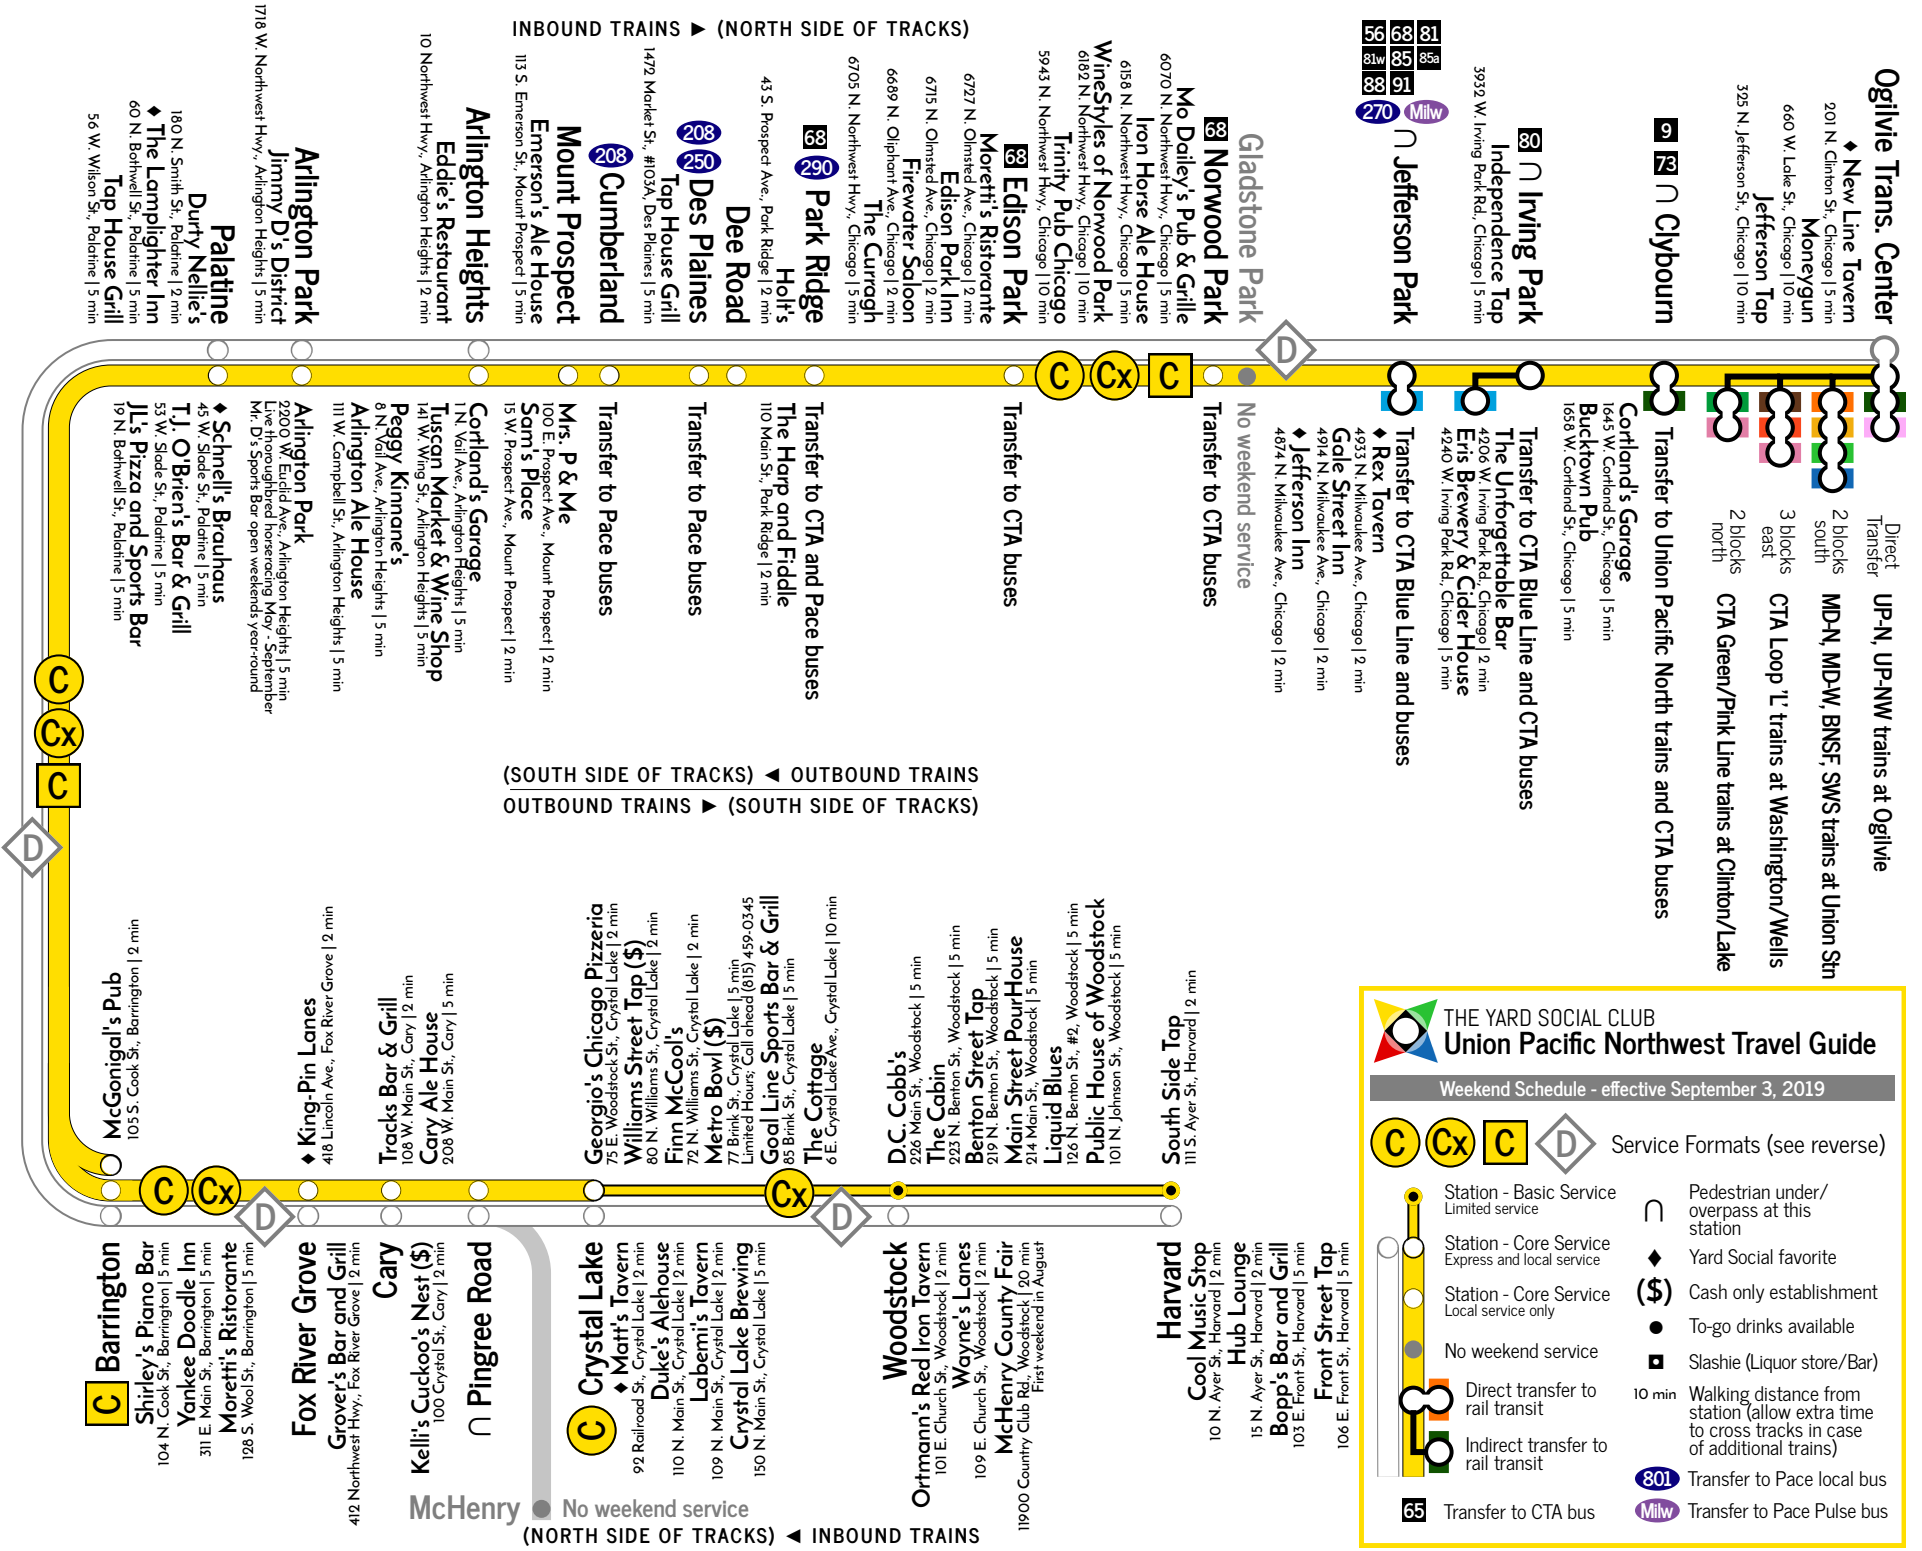 INBOUND TRAINS ► (NORTH SIDE OF TRACKS)
56 W. Wilson St., Palatine | 5 min
Tap House Grill
60 N. Bothwell St., Palatine | 5 min
♦ The Lamplighter Inn
180 N. Smith St., Palatine | 2 min
Durty Nellie's
Palatine
1718 W. Northwest Hwy., Arlington Heights | 5 min
Jimmy D's District
Arlington Park
10 Northwest Hwy., Arlington Heights | 2 min
Eddie's Restaurant
Arlington Heights
113 S. Emerson St., Mount Prospect | 5 min
Emerson's Ale House
Mount Prospect
208 Cumberland
1472 Market St., #103A, Des Plaines | 5 min
Tap House Grill
208
250 Des Plaines
Dee Road
43 S. Prospect Ave., Park Ridge | 2 min
Holt's
68
290 Park Ridge
6705 N. Northwest Hwy., Chicago | 5 min
The Curragh
6689 N. Oliphant Ave., Chicago | 2 min
Firewater Saloon
6715 N. Olmsted Ave., Chicago | 2 min
Edison Park Inn
6727 N. Olmsted Ave., Chicago | 2 min
Moretti's Ristorante
68 Edison Park
5943 N. Northwest Hwy., Chicago | 10 min
Trinity Pub Chicago
6182 N. Northwest Hwy., Chicago | 10 min
WineStyles of Norwood Park
6158 N. Northwest Hwy., Chicago | 5 min
Iron Horse Ale House
6070 N. Northwest Hwy., Chicago | 2 min
Mo Dailey's Pub & Grille
68 Norwood Park
Gladstone Park
56 68 81
81w 85 85a
88 91
270 Milw
∩ Jefferson Park
3932 W. Irving Park Rd., Chicago | 5 min
Independence Tap
80 ∩ Irving Park
9
73 ∩ Clybourn
325 N. Jefferson St., Chicago | 10 min
Jefferson Tap
660 W. Lake St., Chicago | 10 min
Moneygun
201 N. Clinton St., Chicago | 5 min
♦ New Line Tavern
Ogilvie Trans. Center
D
C Cx C
19 N. Bothwell St., Palatine | 5 min
JL's Pizza and Sports Bar
53 W. Slade St., Palatine | 5 min
T.J. O'Brien's Bar & Grill
45 W. Slade St., Palatine | 5 min
♦ Schnell's Brauhaus
Arlington Park
2200 W. Euclid Ave., Arlington Heights | 5 min
Live thoroughbred horseracing May - September
Mr. D's Sports Bar open weekends year-round
111 W. Campbell St., Arlington Heights | 5 min
Arlington Ale House
8 N. Vail Ave., Arlington Heights | 5 min
Peggy Kinnane's
141 W. Wing St., Arlington Heights | 5 min
Tuscan Market & Wine Shop
1 N. Vail Ave., Arlington Heights | 5 min
Cortland's Garage
15 W. Prospect Ave., Mount Prospect | 2 min
Sam's Place
100 E. Prospect Ave., Mount Prospect | 2 min
Mrs. P & Me
Transfer to Pace buses
Transfer to Pace buses
110 Main St., Park Ridge | 2 min
The Harp and Fiddle
Transfer to CTA and Pace buses
Transfer to CTA buses
Transfer to CTA buses
No weekend service
4874 N. Milwaukee Ave., Chicago | 2 min
♦ Jefferson Inn
4914 N. Milwaukee Ave., Chicago | 2 min
Gale Street Inn
4933 N. Milwaukee Ave., Chicago | 2 min
♦ Rex Tavern
Transfer to CTA Blue Line and buses
4240 W. Irving Park Rd., Chicago | 5 min
Eris Brewery & Cider House
4206 W. Irving Park Rd., Chicago | 2 min
The Unforgettable Bar
Transfer to CTA Blue Line and CTA buses
1658 W. Cortland St., Chicago | 5 min
Bucktown Pub
1645 W. Cortland St., Chicago | 5 min
Cortland's Garage
Transfer to Union Pacific North trains and CTA buses
2 blocks
north
CTA Green/Pink Line trains at Clinton/Lake
3 blocks
east
CTA Loop 'L' trains at Washington/Wells
2 blocks
south
MD-N, MD-W, BNSF, SWS trains at Union Stn
Direct
Transfer
UP-N, UP-NW trains at Ogilvie
C
Cx
C
D
(SOUTH SIDE OF TRACKS) ◄ OUTBOUND TRAINS
OUTBOUND TRAINS ► (SOUTH SIDE OF TRACKS)
McGonigal's Pub
105 S. Cook St., Barrington | 2 min
♦ King-Pin Lanes
418 Lincoln Ave., Fox River Grove | 2 min
Tracks Bar & Grill
108 W. Main St., Cary | 2 min
Cary Ale House
208 W. Main St., Cary | 5 min
Georgio's Chicago Pizzeria
75 E. Woodstock St., Crystal Lake | 2 min
Williams Street Tap ($)
80 N. Williams St., Crystal Lake | 2 min
Finn McCool's
72 N. Williams St., Crystal Lake | 2 min
Metro Bowl ($)
77 Brink St., Crystal Lake | 5 min
Limited Hours; Call ahead (815) 459-0345
Goal Line Sports Bar & Grill
85 Brink St., Crystal Lake | 5 min
The Cottage
6 E. Crystal Lake Ave., Crystal Lake | 10 min
D.C. Cobb's
226 Main St., Woodstock | 5 min
The Cabin
223 N. Benton St., Woodstock | 5 min
Benton Street Tap
219 N. Benton St., Woodstock | 5 min
Main Street PourHouse
214 Main St., Woodstock | 5 min
Liquid Blues
126 N. Benton St., #2, Woodstock | 5 min
Public House of Woodstock
101 N. Johnson St., Woodstock | 5 min
South Side Tap
111 S. Ayer St., Harvard | 2 min
C Cx D Cx D
C Barrington
Shirley's Piano Bar
104 N. Cook St., Barrington | 5 min
Yankee Doodle Inn
311 E. Main St., Barrington | 5 min
Moretti's Ristorante
128 S. Wool St., Barrington | 5 min
Fox River Grove
Grover's Bar and Grill
412 Northwest Hwy., Fox River Grove | 2 min
Cary
Kelli's Cuckoo's Nest ($)
100 Crystal St., Cary | 2 min
∩ Pingree Road
McHenry
No weekend service
C Crystal Lake
♦ Matt's Tavern
92 Railroad St., Crystal Lake | 2 min
Duke's Alehouse
110 N. Main St., Crystal Lake | 2 min
Labemi's Tavern
109 N. Main St., Crystal Lake | 2 min
Crystal Lake Brewing
150 N. Main St., Crystal Lake | 5 min
Woodstock
Ortmann's Red Iron Tavern
101 E. Church St., Woodstock | 2 min
Wayne's Lanes
109 E. Church St., Woodstock | 2 min
McHenry County Fair
11900 Country Club Rd., Woodstock | 20 min
First weekend in August
Harvard
Cool Music Stop
10 N. Ayer St., Harvard | 2 min
Hub Lounge
15 N. Ayer St., Harvard | 2 min
Bopp's Bar and Grill
103 E. Front St., Harvard | 5 min
Front Street Tap
106 E. Front St., Harvard | 5 min
(NORTH SIDE OF TRACKS) ◄ INBOUND TRAINS
THE YARD SOCIAL CLUB
Union Pacific Northwest Travel Guide
Weekend Schedule - effective September 3, 2019
C Cx C D Service Formats (see reverse)
Station - Basic Service
Limited service
Station - Core Service
Express and local service
Station - Core Service
Local service only
No weekend service
Direct transfer to
rail transit
Indirect transfer to
rail transit
65 Transfer to CTA bus
∩ Pedestrian under/
overpass at this
station
♦ Yard Social favorite
($) Cash only establishment
● To-go drinks available
Slashie (Liquor store/Bar)
10 min Walking distance from
station (allow extra time
to cross tracks in case
of additional trains)
801 Transfer to Pace local bus
Milw Transfer to Pace Pulse bus